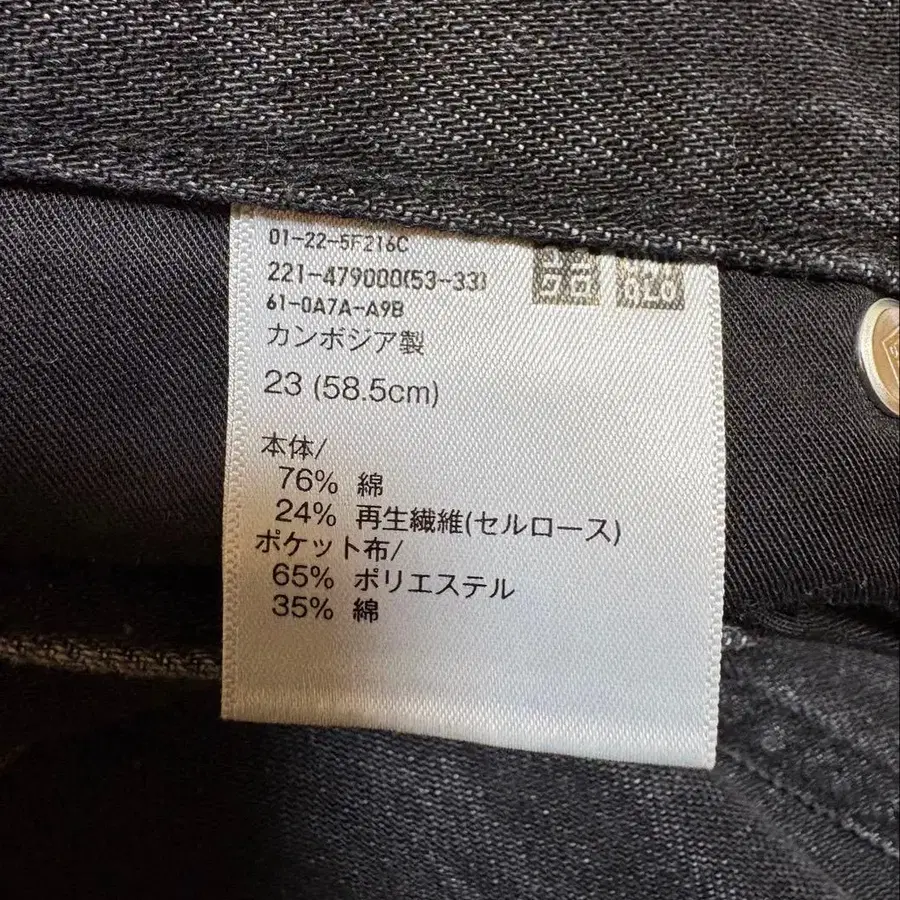 01-22-5F216C
221-479000(53-33)
61-0A7A-A9B
カンボジア製
23 (58.5cm)
本体/
76% 綿
24% 再生繊維(セルロース)
ポケット布/
65% ポリエステル
35% 綿